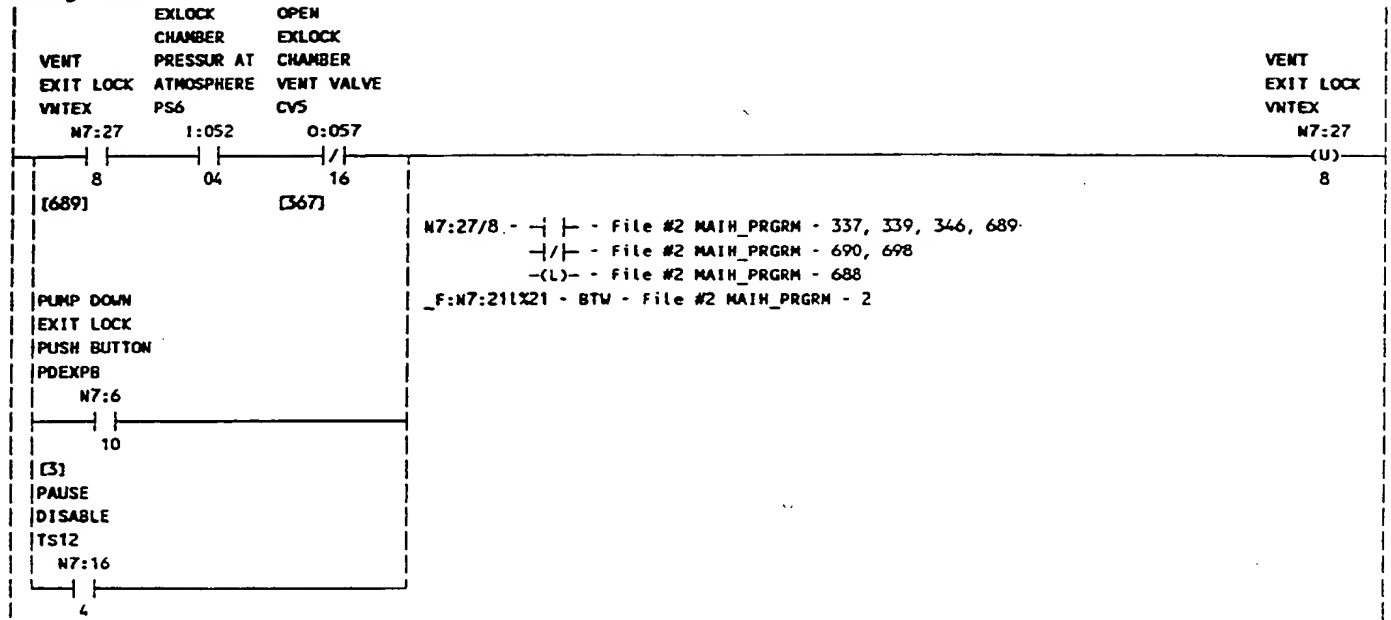 EXLOCK OPEN
CHAMBER EXLOCK
VENT PRESSUR AT CHAMBER VENT
EXIT LOCK ATMOSPHERE VENT VALVE EXIT LOCK
VNTEX PS6 CV5 VNTEX
N7:27 I:052 O:057 N7:27
(U)
8 04 16 8
[689] [367]
N7:27/8 - ┤ ├ - File #2 MAIN_PRGRM - 337, 339, 346, 689
┤/├ - File #2 MAIN_PRGRM - 690, 698
-(L)- - File #2 MAIN_PRGRM - 688
PUMP DOWN _F:N7:21[%21 - BTW - File #2 MAIN_PRGRM - 2
EXIT LOCK
PUSH BUTTON
PDEXPB
N7:6
10
[3]
PAUSE
DISABLE
TS12
N7:16
4